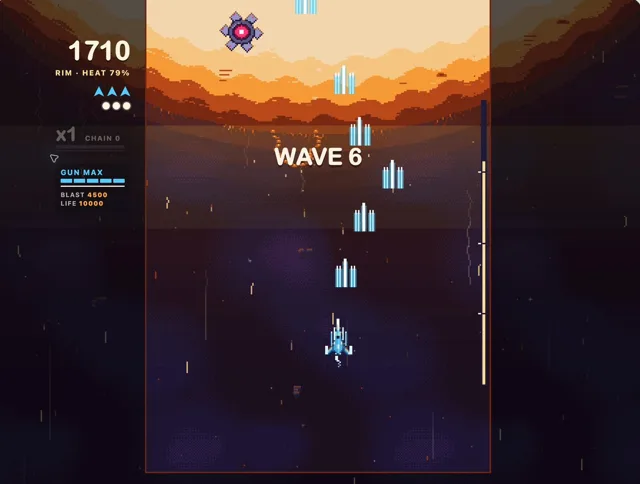 1710
RIM · HEAT 79%
x1 CHAIN 0
WAVE 6
GUN MAX
BLAST 4500
LIFE 10000